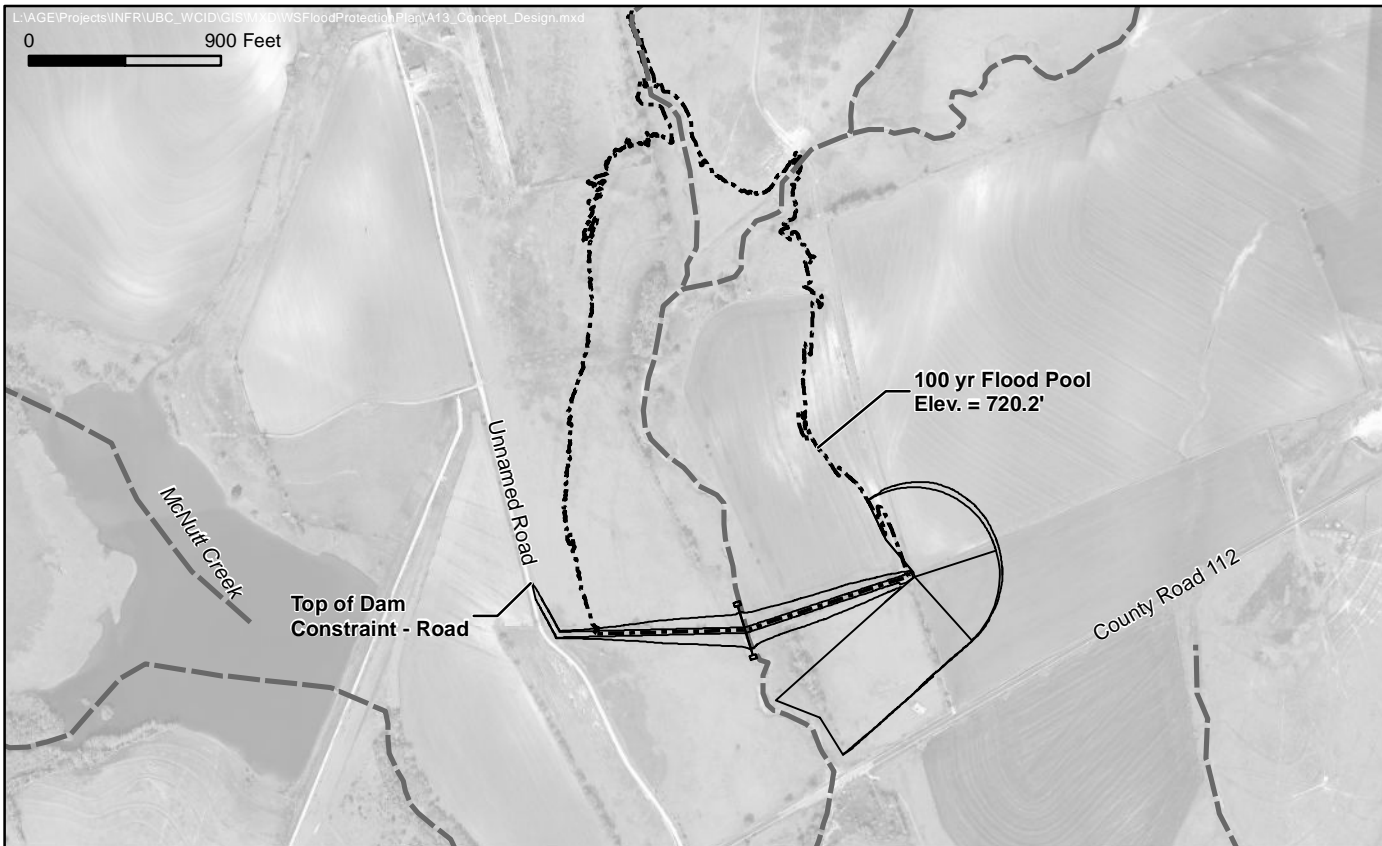 L:\AGE\Projects\INFR\UBC_WCID\GIS\MXD\WSFloodProtectionPlan\A13_Concept_Design.mxd
0 900 Feet
100 yr Flood Pool
Elev. = 720.2'
Unnamed Road
McNutt Creek
Top of Dam
Constraint - Road
County Road 112